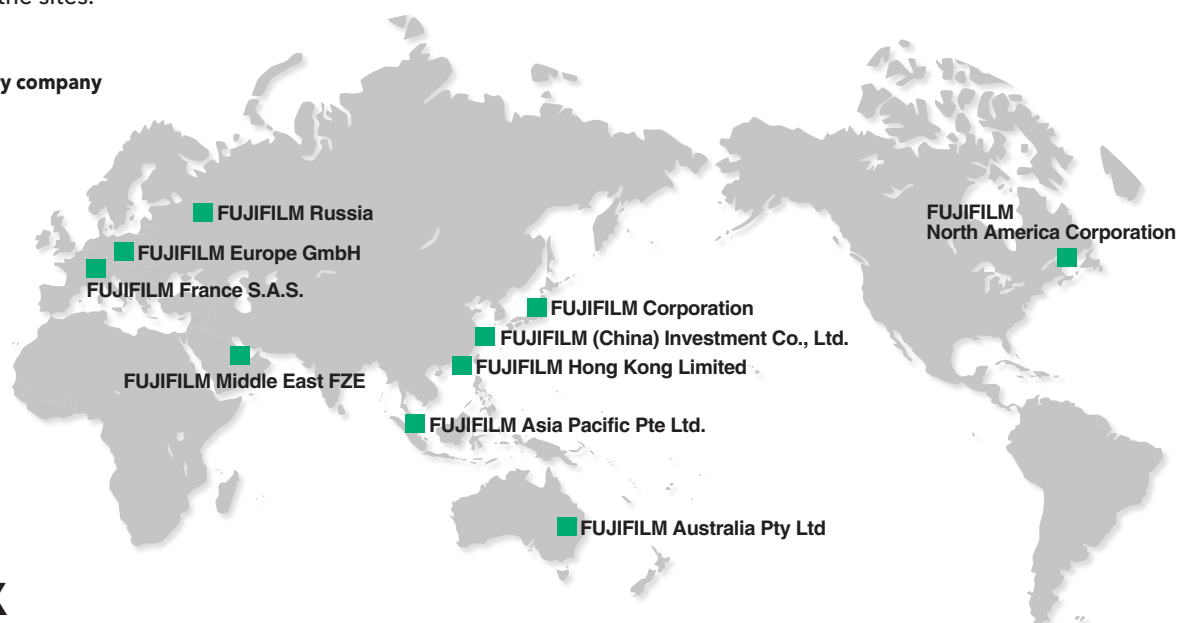 the sites.
y company
FUJIFILM Russia
FUJIFILM
North America Corporation
FUJIFILM Europe GmbH
FUJIFILM France S.A.S.
FUJIFILM Corporation
FUJIFILM (China) Investment Co., Ltd.
FUJIFILM Hong Kong Limited
FUJIFILM Middle East FZE
FUJIFILM Asia Pacific Pte Ltd.
FUJIFILM Australia Pty Ltd